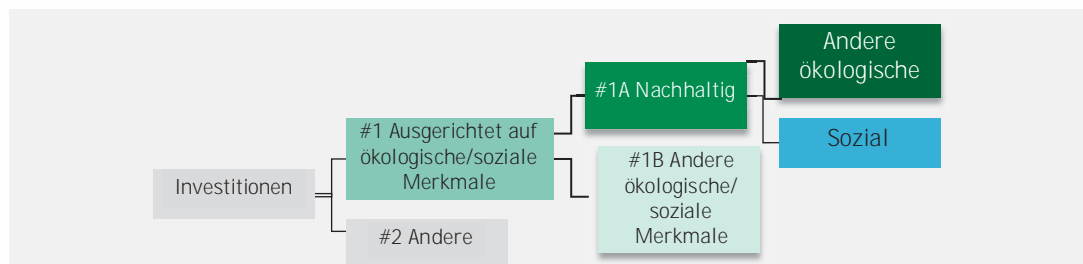 Andere
ökologische
#1A Nachhaltig
Sozial
#1 Ausgerichtet auf
ökologische/soziale
Merkmale
#1B Andere
ökologische/
soziale
Merkmale
Investitionen
#2 Andere